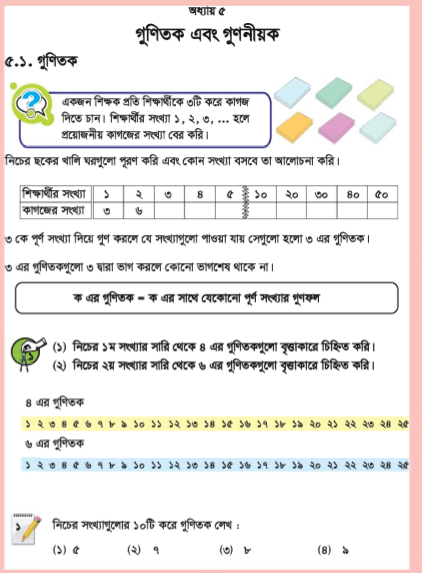 অধ্যায় ৫
গুণিতক এবং গুণনীয়ক
৫.১. গুণিতক
একজন শিক্ষক প্রতি শিক্ষার্থীকে ৩টি করে কাগজ
দিতে চান। শিক্ষার্থীর সংখ্যা ১, ২, ৩, ... হলে
প্রয়োজনীয় কাগজের সংখ্যা বের করি।
নিচের ছকের খালি ঘরগুলো পূরণ করি এবং কোন সংখ্যা বসবে তা আলোচনা করি।
শিক্ষার্থীর সংখ্যা ১ ২ ৩ ৪ ৫ ১০ ২০ ৩০ ৪০ ৫০
কাগজের সংখ্যা ৩ ৬
৩ কে পূর্ণ সংখ্যা দিয়ে গুণ করলে যে সংখ্যাগুলো পাওয়া যায় সেগুলো হলো ৩ এর গুণিতক।
৩ এর গুণিতকগুলো ৩ দ্বারা ভাগ করলে কোনো ভাগশেষ থাকে না।
ক এর গুণিতক = ক এর সাথে যেকোনো পূর্ণ সংখ্যার গুণফল
(১) নিচের ১ম সংখ্যার সারি থেকে ৪ এর গুণিতকগুলো বৃত্তাকারে চিহ্নিত করি।
(২) নিচের ২য় সংখ্যার সারি থেকে ৬ এর গুণিতকগুলো বৃত্তাকারে চিহ্নিত করি।
৪ এর গুণিতক
১ ২ ৩ ৪ ৫ ৬ ৭ ৮ ৯ ১০ ১১ ১২ ১৩ ১৪ ১৫ ১৬ ১৭ ১৮ ১৯ ২০ ২১ ২২ ২৩ ২৪ ২৫
৬ এর গুণিতক
১ ২ ৩ ৪ ৫ ৬ ৭ ৮ ৯ ১০ ১১ ১২ ১৩ ১৪ ১৫ ১৬ ১৭ ১৮ ১৯ ২০ ২১ ২২ ২৩ ২৪ ২৫
১ নিচের সংখ্যাগুলোর ১০টি করে গুণিতক লেখ :
(১) ৫ (২) ৭ (৩) ৮ (৪) ৯